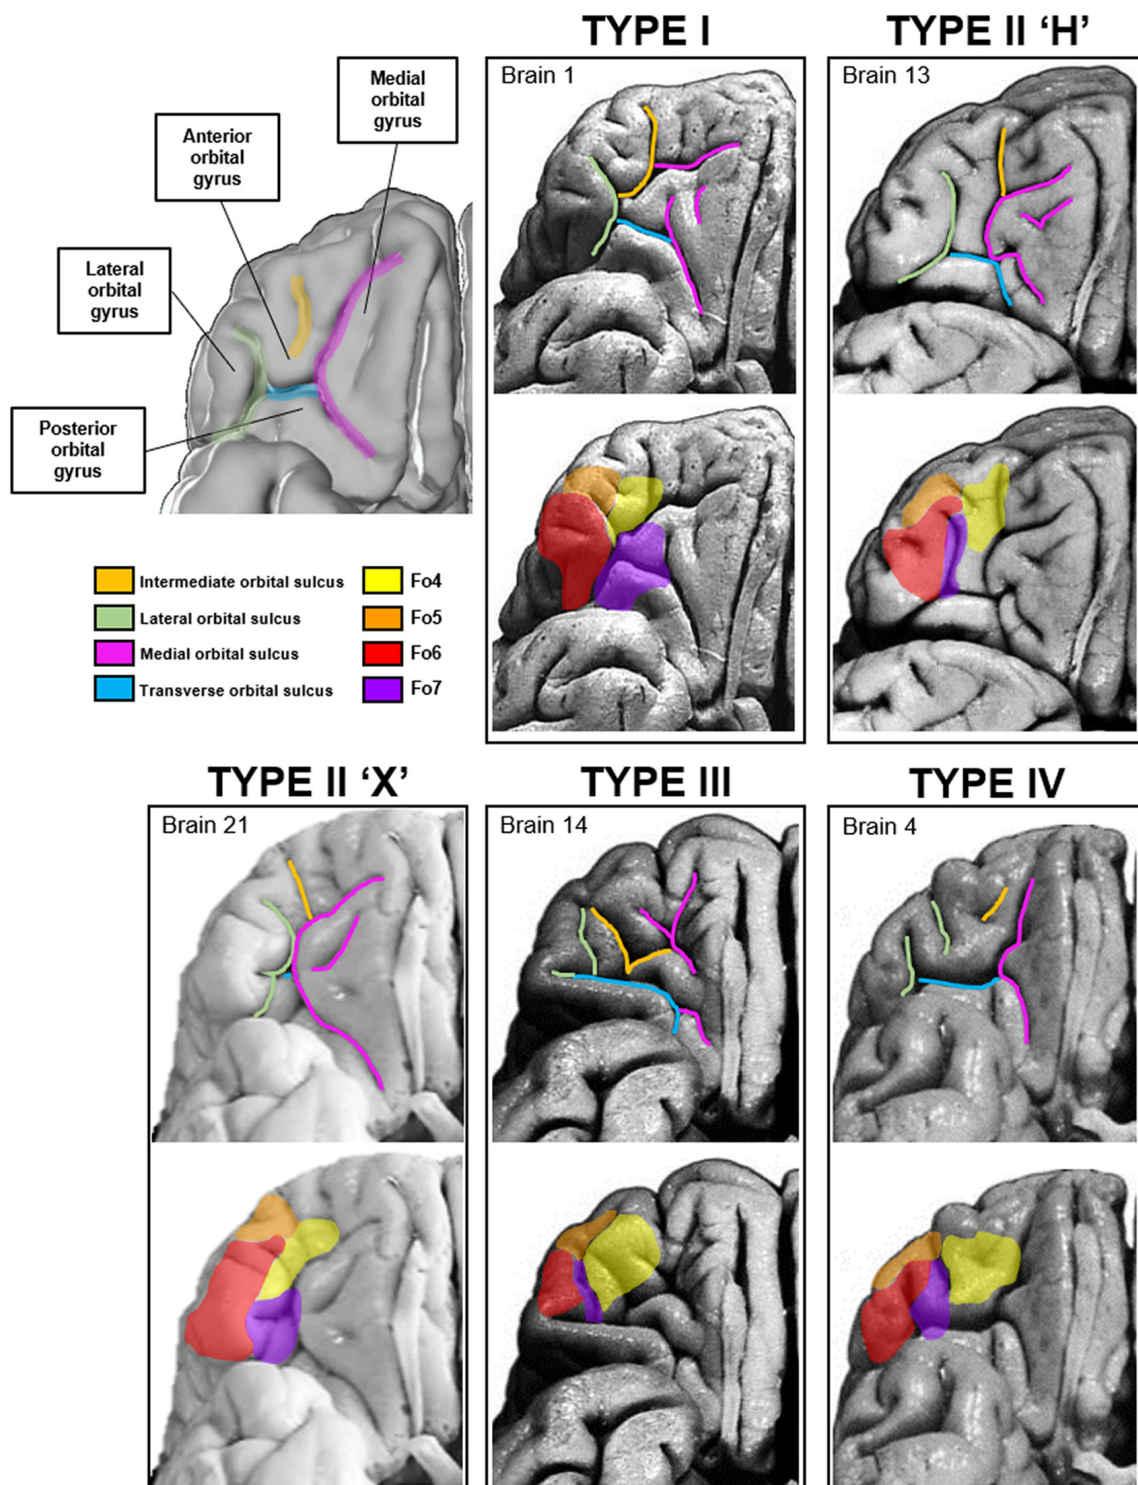 TYPE I
TYPE II ‘H’
Brain 1
Brain 13
Medial
orbital
gyrus
Anterior
orbital
gyrus
Lateral
orbital
gyrus
Posterior
orbital
gyrus
Intermediate orbital sulcus
Lateral orbital sulcus
Medial orbital sulcus
Transverse orbital sulcus
Fo4
Fo5
Fo6
Fo7
TYPE II ‘X’
TYPE III
TYPE IV
Brain 21
Brain 14
Brain 4